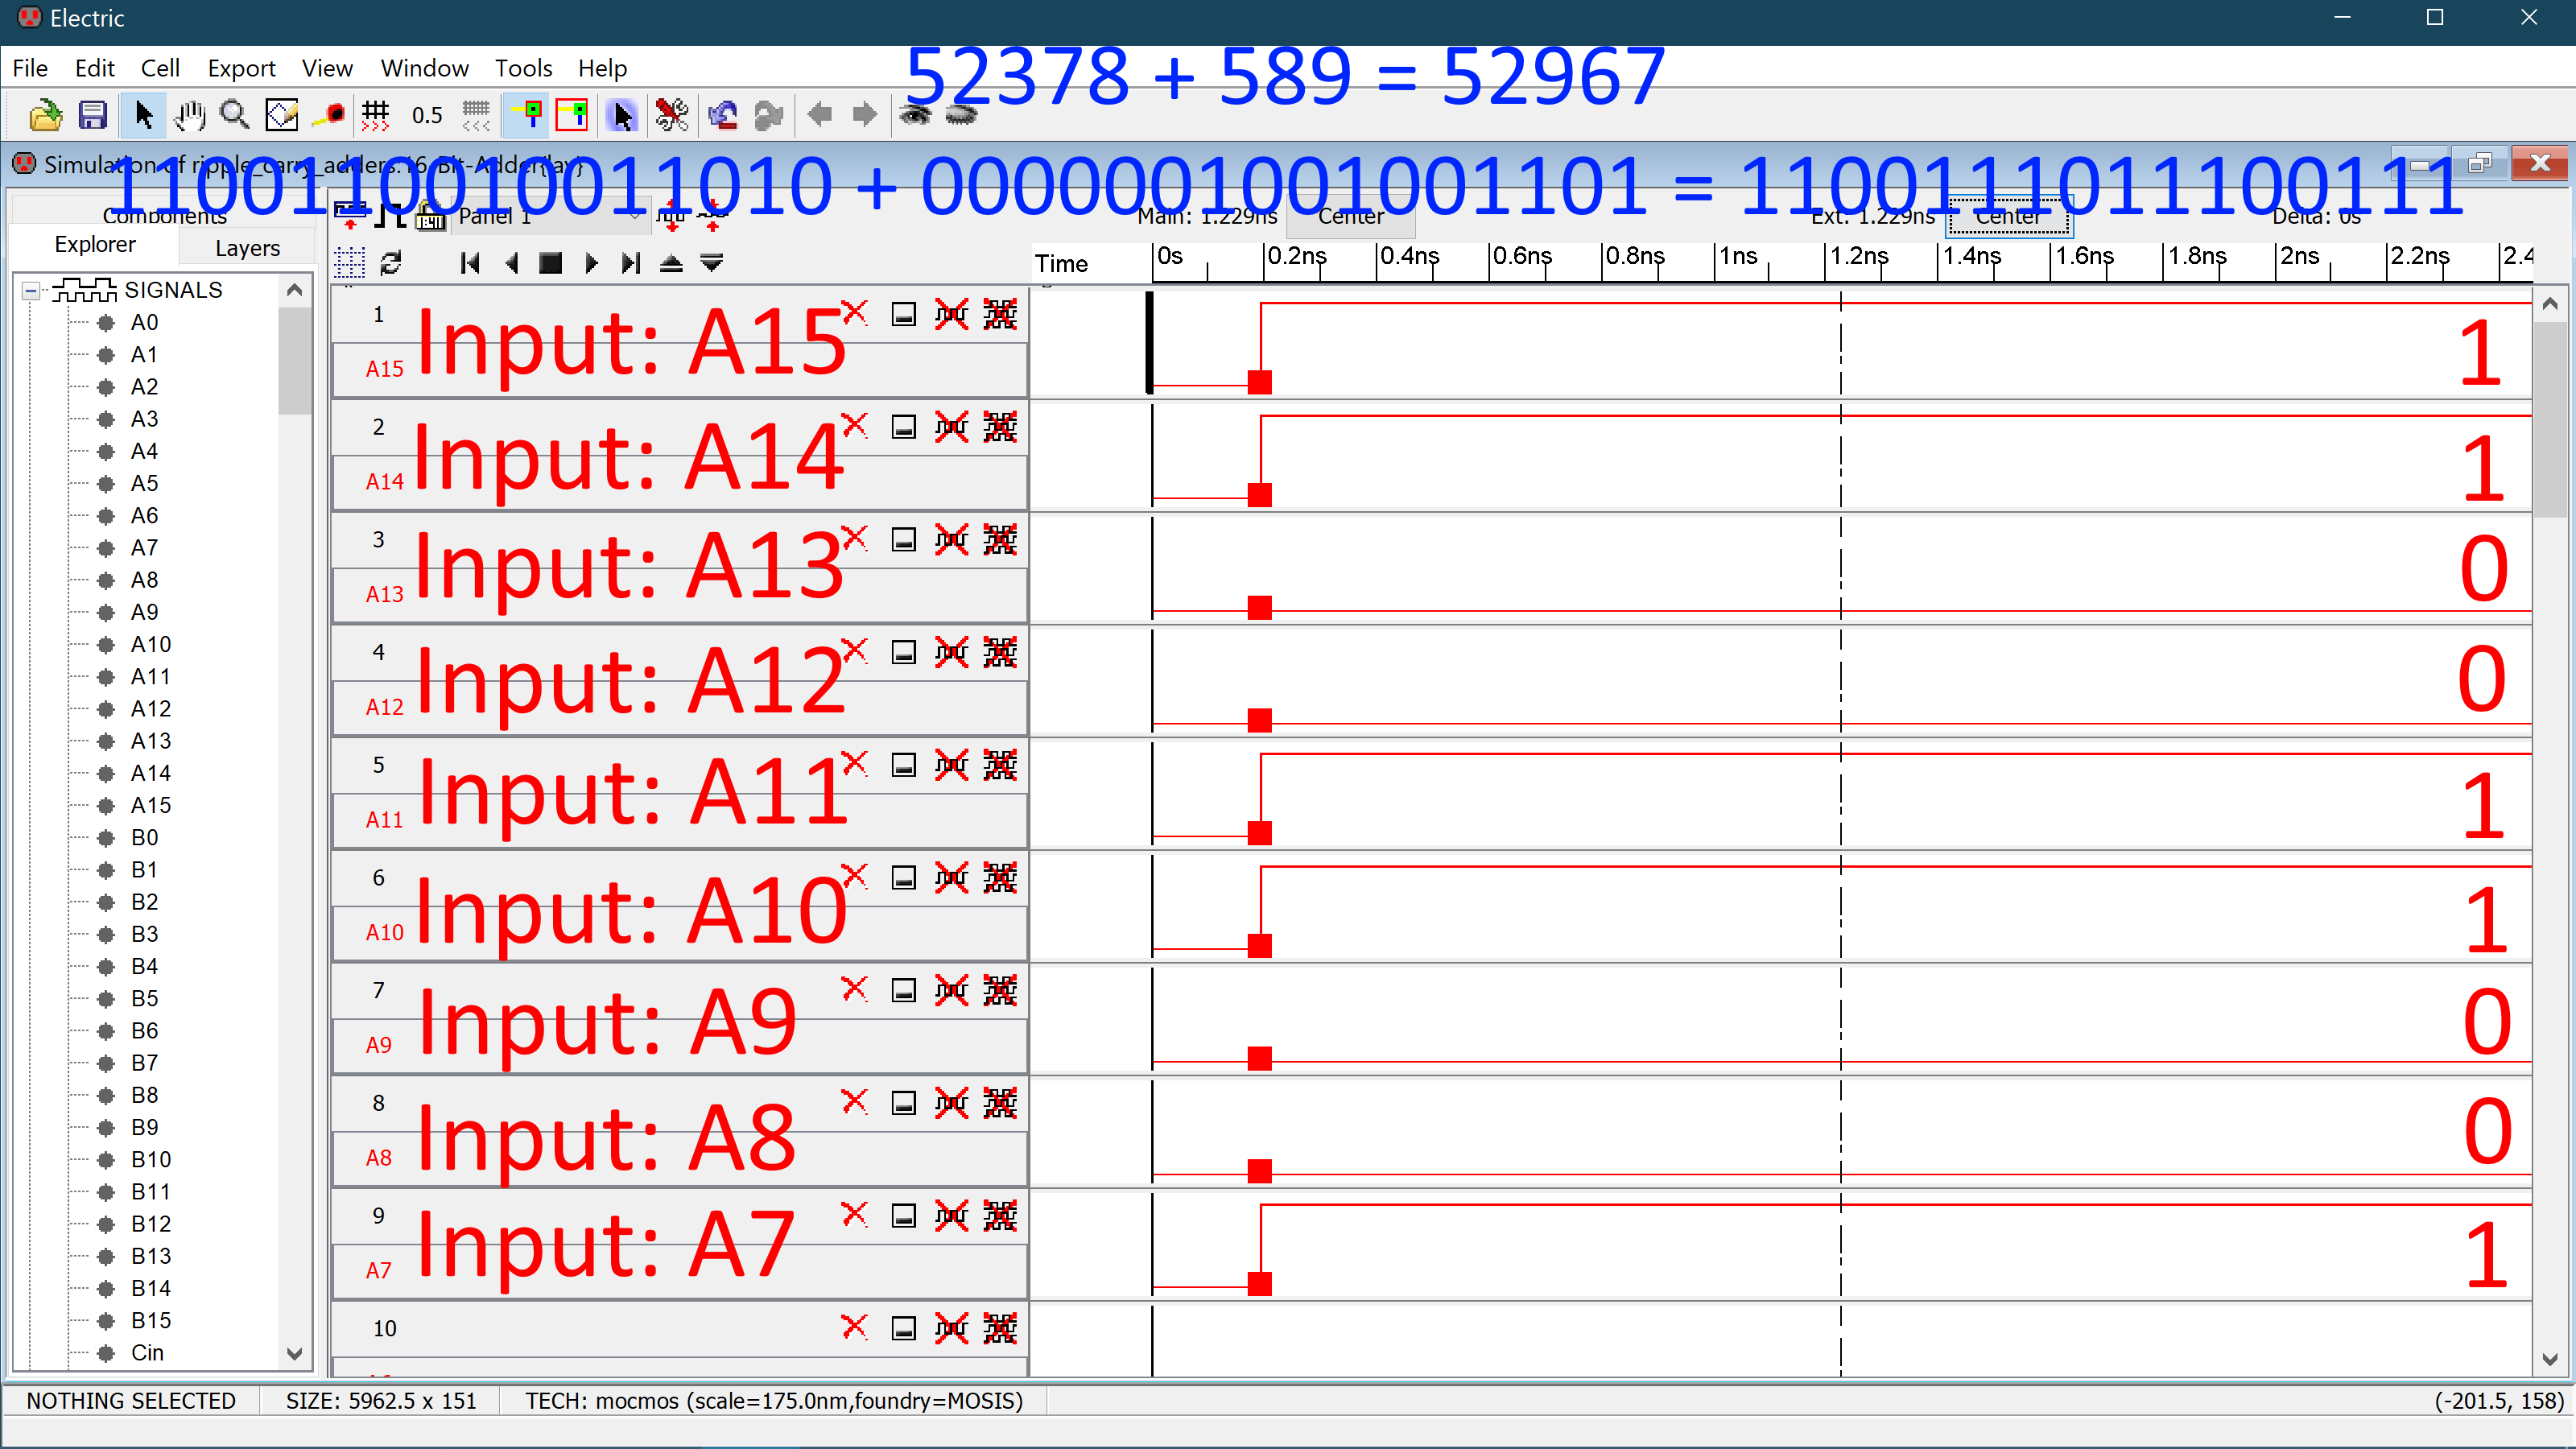 Electric
File Edit Cell Export View Window Tools Help
52378 + 589 = 52967
0.5
Simulation of ripple_carry_adders:16-Bit-Adder{lay}
1100110010011010 + 0000001001001101 = 1100111011100111
Components
Explorer Layers
Panel 1
Main: 1.229ns Center Ext: 1.229ns Center Delta: 0s
Time 0s 0.2ns 0.4ns 0.6ns 0.8ns 1ns 1.2ns 1.4ns 1.6ns 1.8ns 2ns 2.2ns 2.4
SIGNALS
A0
A1
A2
A3
A4
A5
A6
A7
A8
A9
A10
A11
A12
A13
A14
A15
B0
B1
B2
B3
B4
B5
B6
B7
B8
B9
B10
B11
B12
B13
B14
B15
Cin
1 Input: A15 1
A15
2 Input: A14 1
A14
3 Input: A13 0
A13
4 Input: A12 0
A12
5 Input: A11 1
A11
6 Input: A10 1
A10
7 Input: A9 0
A9
8 Input: A8 0
A8
9 Input: A7 1
A7
10
NOTHING SELECTED SIZE: 5962.5 x 151 TECH: mocmos (scale=175.0nm,foundry=MOSIS) (-201.5, 158)